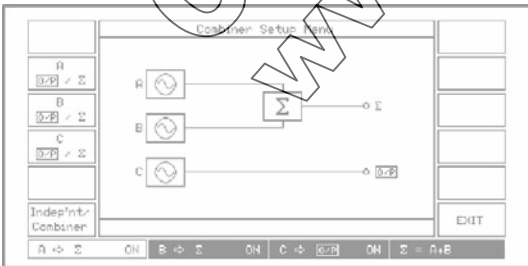 Combiner Setup Menu
A
O/P / Σ
B
O/P / Σ
C
O/P / Σ
Indep'nt/
Combiner
A
B
C
Σ
Σ
O/P
EXIT
A ⇨ Σ ON
B ⇨ Σ ON
C ⇨ O/P ON
Σ = A+B